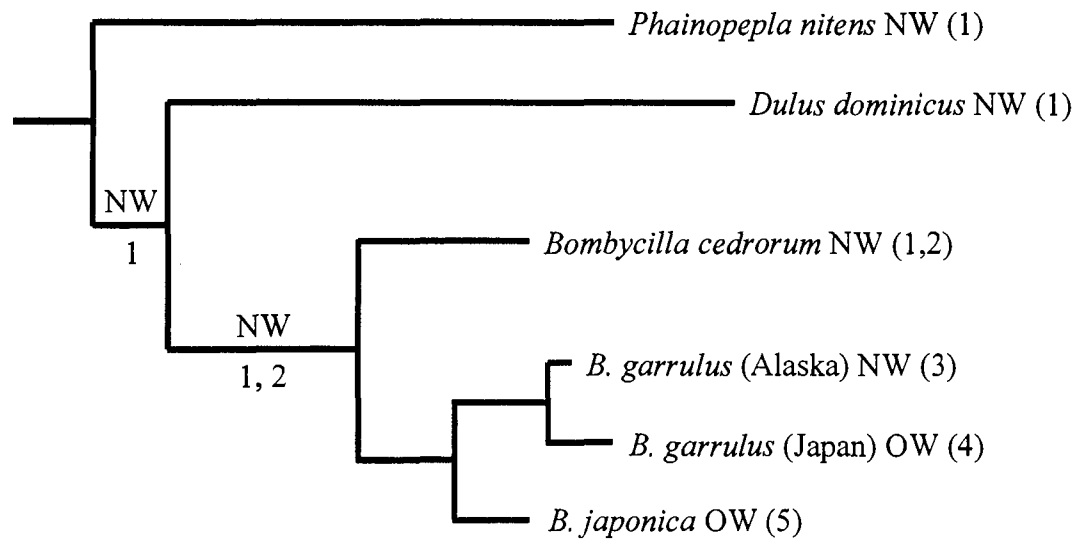 Phainopepla nitens NW (1)
Dulus dominicus NW (1)
NW
1
Bombycilla cedrorum NW (1,2)
NW
1, 2
B. garrulus (Alaska) NW (3)
B. garrulus (Japan) OW (4)
B. japonica OW (5)